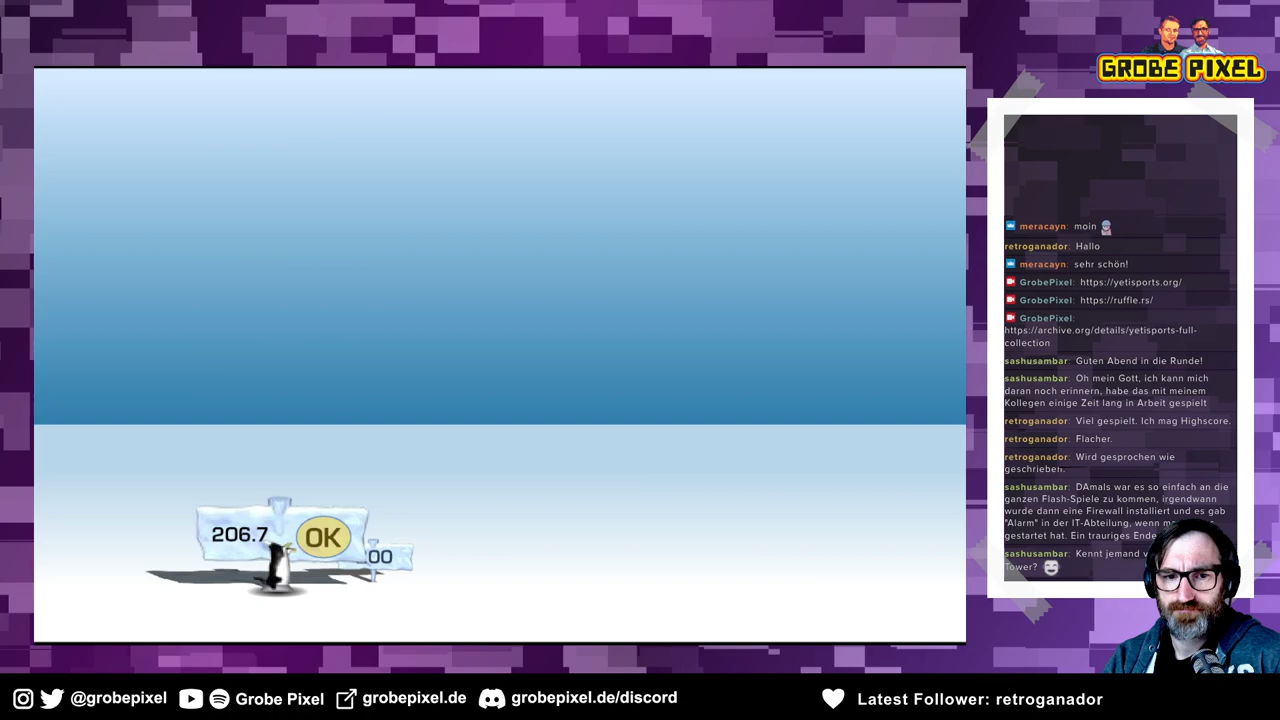 GROBE PIXEL
meracayn: moin
retroganador: Hallo
meracayn: sehr schön!
GrobePixel: https://yetisports.org/
GrobePixel: https://ruffle.rs/
GrobePixel:
https://archive.org/details/yetisports-full-
collection
sashusambar: Guten Abend in die Runde!
sashusambar: Oh mein Gott, ich kann mich
daran noch erinnern, habe das mit meinem
Kollegen einige Zeit lang in Arbeit gespielt
retroganador: Viel gespielt. Ich mag Highscore.
retroganador: Flacher.
retroganador: Wird gesprochen wie
geschrieben.
sashusambar: DAmals war es so einfach an die
ganzen Flash-Spiele zu kommen, irgendwann
wurde dann eine Firewall installiert und es gab
"Alarm" in der IT-Abteilung, wenn
gestartet hat. Ein trauriges Ende
sashusambar: Kennt jemand
Tower?
206.7
OK
00
@grobepixel
Grobe Pixel
grobepixel.de
grobepixel.de/discord
Latest Follower: retroganador